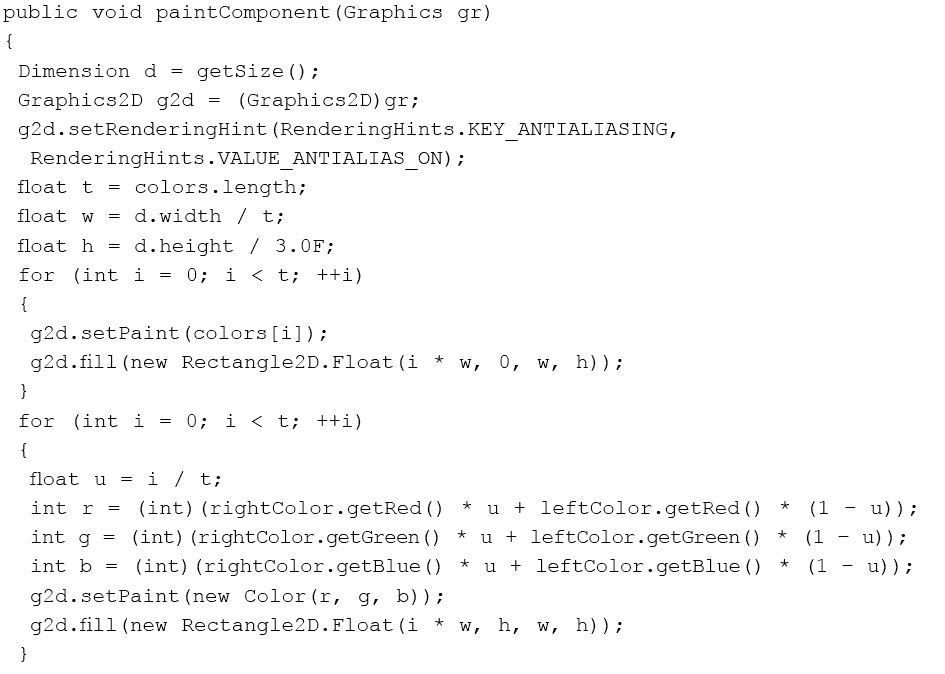 public void paintComponent(Graphics gr)
{
Dimension d = getSize();
Graphics2D g2d = (Graphics2D)gr;
g2d.setRenderingHint(RenderingHints.KEY_ANTIALIASING,
RenderingHints.VALUE_ANTIALIAS_ON);
float t = colors.length;
float w = d.width / t;
float h = d.height / 3.0F;
for (int i = 0; i < t; ++i)
{
g2d.setPaint(colors[i]);
g2d.fill(new Rectangle2D.Float(i * w, 0, w, h));
}
for (int i = 0; i < t; ++i)
{
float u = i / t;
int r = (int)(rightColor.getRed() * u + leftColor.getRed() * (1 - u));
int g = (int)(rightColor.getGreen() * u + leftColor.getGreen() * (1 - u));
int b = (int)(rightColor.getBlue() * u + leftColor.getBlue() * (1 - u));
g2d.setPaint(new Color(r, g, b));
g2d.fill(new Rectangle2D.Float(i * w, h, w, h));
}